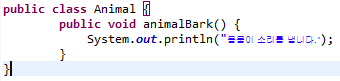 public class Animal {
public void animalBark() {
System.out.println("동물이 소리를 냅니다.");
}
}